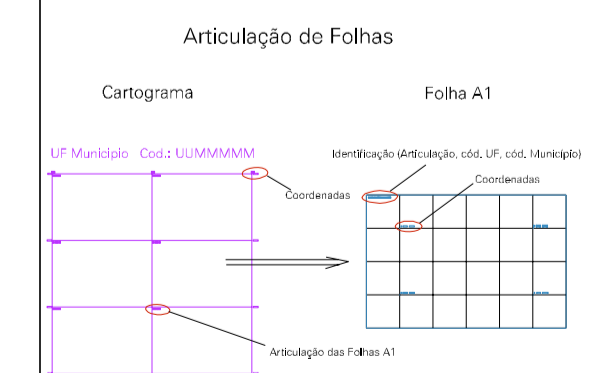 Articulação de Folhas
Cartograma
Folha A1
UF Municipio Cod.: UUMMMMM
Identificação (Articulação, cód. UF, cód. Município)
Coordenadas
Coordenadas
Articulação das Folhas A1